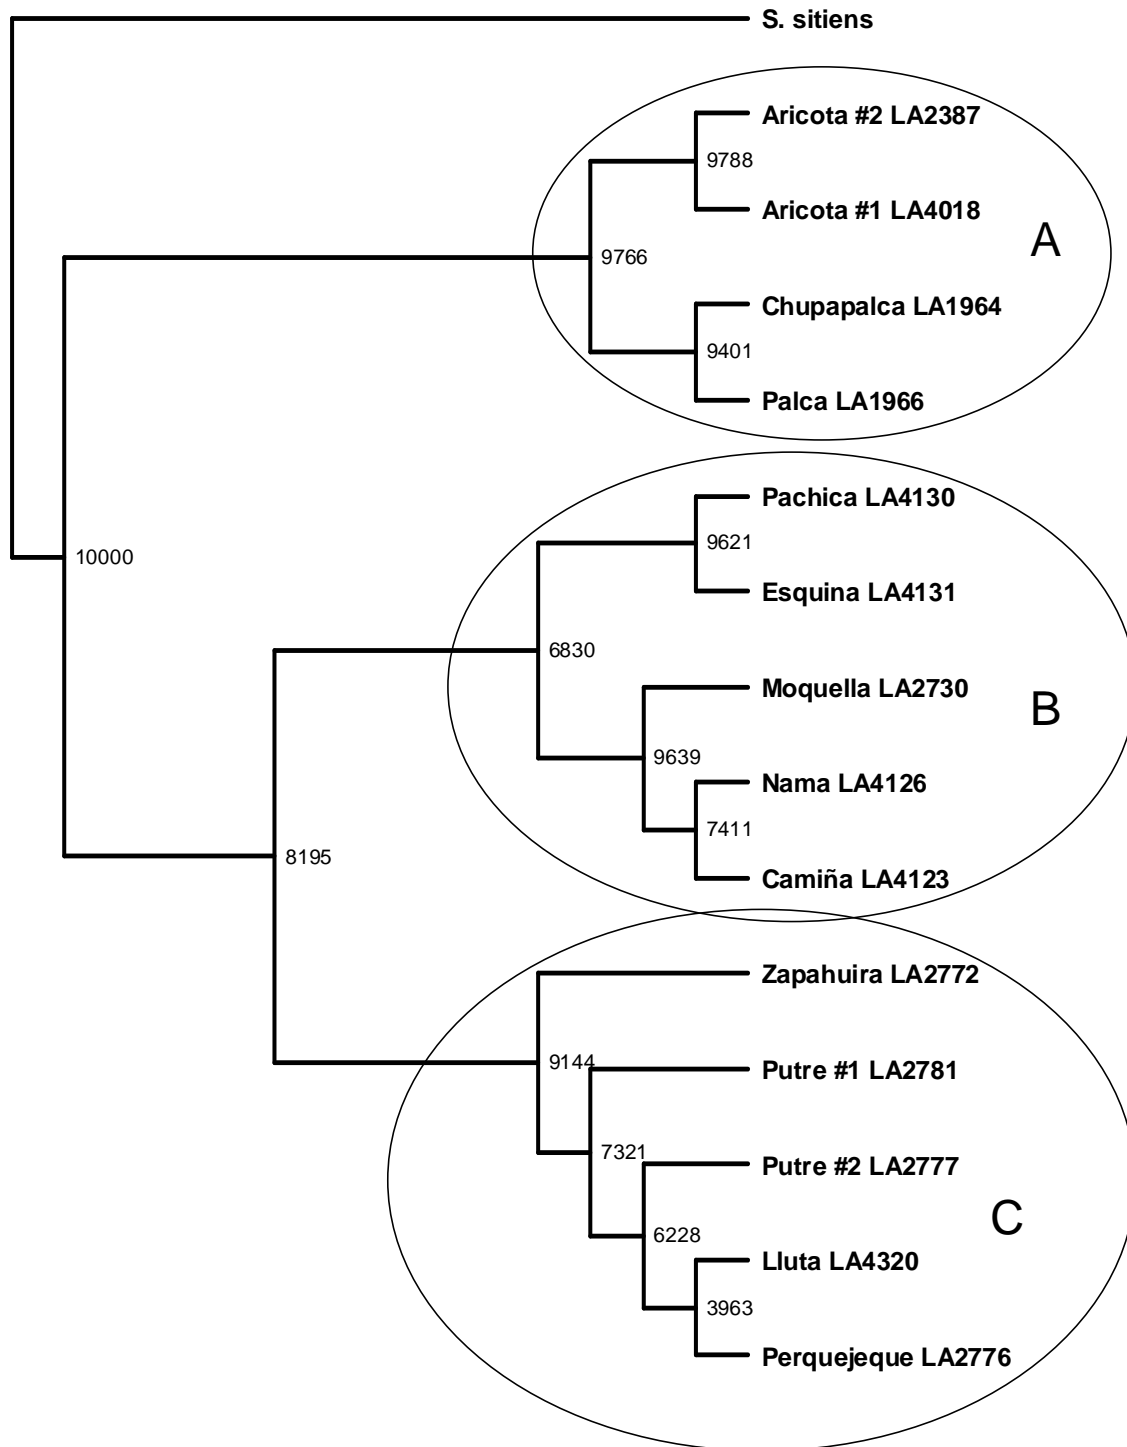 S. sitiens
Aricota #2 LA2387
9788
Aricota #1 LA4018
A
9766
Chupapalca LA1964
9401
Palca LA1966
Pachica LA4130
9621
10000
Esquina LA4131
6830
Moquella LA2730
B
9639
Nama LA4126
7411
8195
Camiña LA4123
Zapahuira LA2772
9144
Putre #1 LA2781
7321
Putre #2 LA2777
C
6228
Lluta LA4320
3963
Perquejeque LA2776